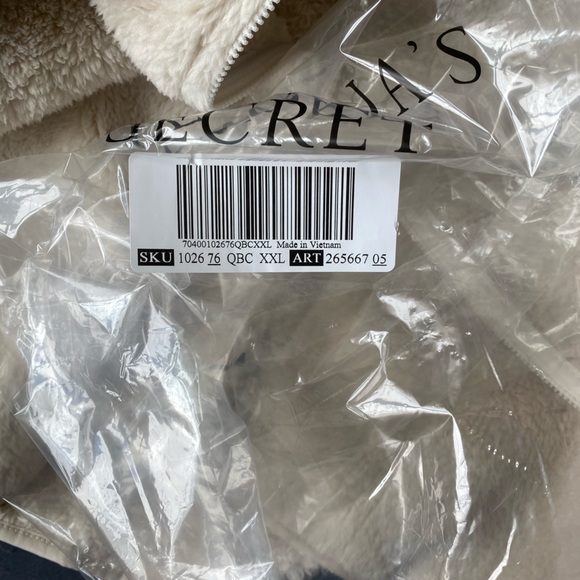 IA'S
SECRET
70400102676QBCXXL Made in Vietnam
SKU 1026 76 QBC XXL ART 265667 05